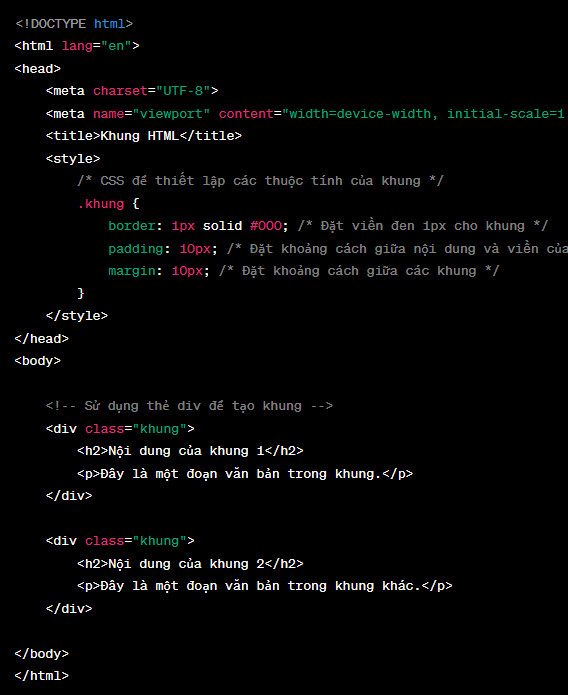 <!DOCTYPE html>
<html lang="en">
<head>
    <meta charset="UTF-8">
    <meta name="viewport" content="width=device-width, initial-scale=1
    <title>Khung HTML</title>
    <style>
        /* CSS để thiết lập các thuộc tính của khung */
        .khung {
            border: 1px solid #000; /* Đặt viền đen 1px cho khung */
            padding: 10px; /* Đặt khoảng cách giữa nội dung và viền của
            margin: 10px; /* Đặt khoảng cách giữa các khung */
        }
    </style>
</head>
<body>

    <!-- Sử dụng thẻ div để tạo khung -->
    <div class="khung">
        <h2>Nội dung của khung 1</h2>
        <p>Đây là một đoạn văn bản trong khung.</p>
    </div>

    <div class="khung">
        <h2>Nội dung của khung 2</h2>
        <p>Đây là một đoạn văn bản trong khung khác.</p>
    </div>

</body>
</html>